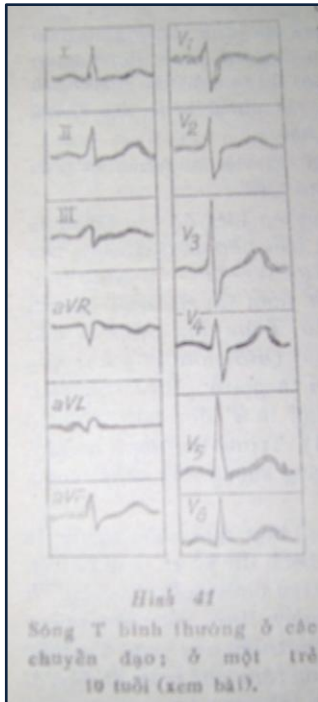 I
II
III
aVR
aVL
aVF
V1
V2
V3
V4
V5
V6
Hình 41
Sóng T bình thường ở các
chuyển đạo; ở một trẻ
10 tuổi (xem bài).